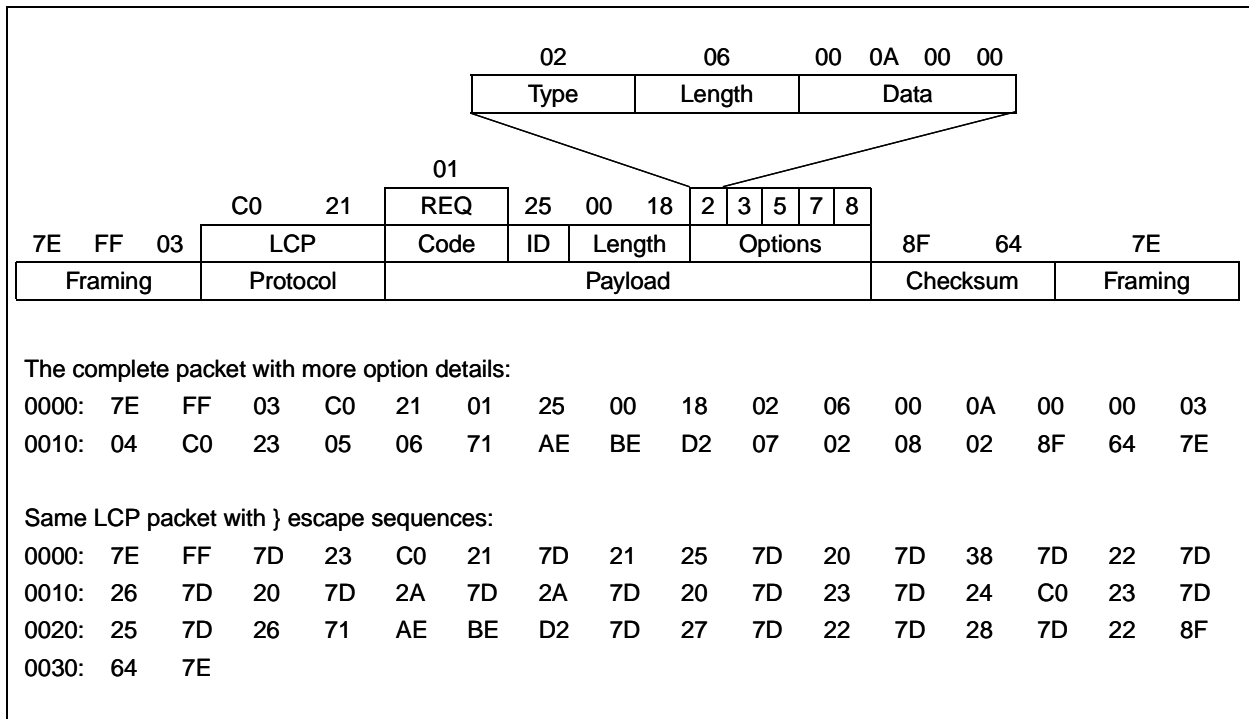 02 06 00 0A 00 00
Type Length Data
01
C0 21 REQ 25 00 18 2 3 5 7 8
7E FF 03 LCP Code ID Length Options 8F 64 7E
Framing Protocol Payload Checksum Framing
The complete packet with more option details:
0000: 7E FF 03 C0 21 01 25 00 18 02 06 00 0A 00 00 03
0010: 04 C0 23 05 06 71 AE BE D2 07 02 08 02 8F 64 7E
Same LCP packet with } escape sequences:
0000: 7E FF 7D 23 C0 21 7D 21 25 7D 20 7D 38 7D 22 7D
0010: 26 7D 20 7D 2A 7D 2A 7D 20 7D 23 7D 24 C0 23 7D
0020: 25 7D 26 71 AE BE D2 7D 27 7D 22 7D 28 7D 22 8F
0030: 64 7E